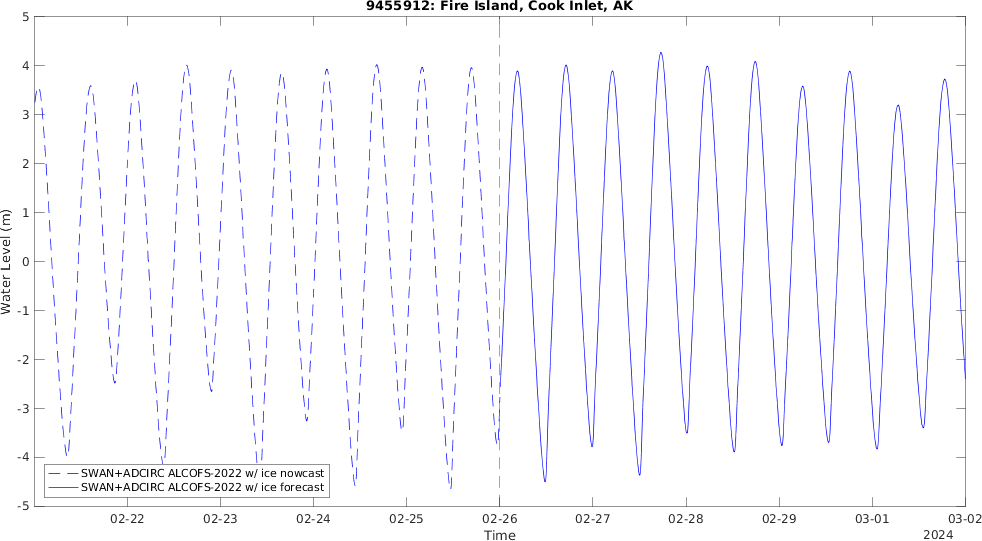 9455912: Fire Island, Cook Inlet, AK
5
4
3
2
1
0
-1
-2
-3
-4
-5
Water Level (m)
SWAN+ADCIRC ALCOFS-2022 w/ ice nowcast
SWAN+ADCIRC ALCOFS-2022 w/ ice forecast
02-22 02-23 02-24 02-25 02-26 02-27 02-28 02-29 03-01 03-02
Time
2024